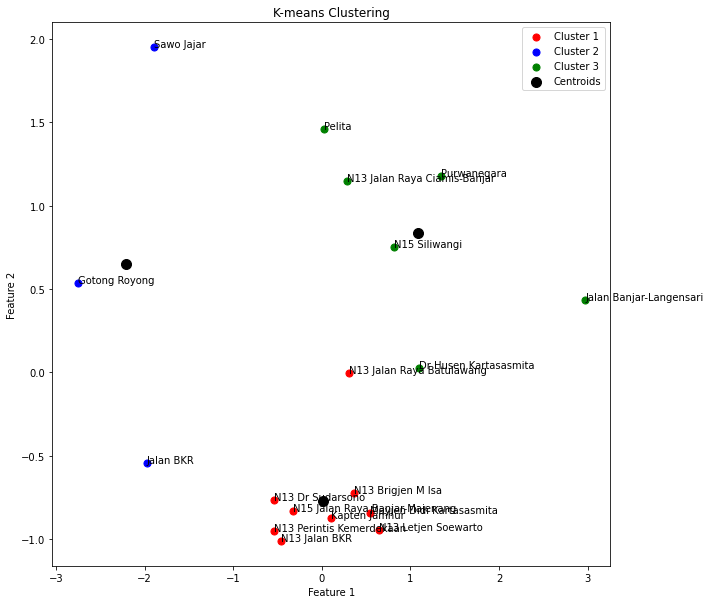 K-means Clustering
Cluster 1
Cluster 2
Cluster 3
Centroids
Sawo Jajar
Pelita
Purwanegara
N13 Jalan Raya Ciamis-Banjar
N15 Siliwangi
Gotong Royong
Jalan Banjar-Langensari
Dr Husen Kartasasmita
N13 Jalan Raya Batulawang
Jalan BKR
N13 Brigjen M Isa
N13 Dr Sudarsono
N15 Jalan Raya Banjar-Majenang
Mayjen Didi Kartasasmita
Kapten Jamhur
N13 Perintis Kemerdekaan
N13 Letjen Soewarto
N13 Jalan BKR
2.0
1.5
1.0
0.5
0.0
−0.5
−1.0
Feature 2
−3
−2
−1
0
1
2
3
Feature 1